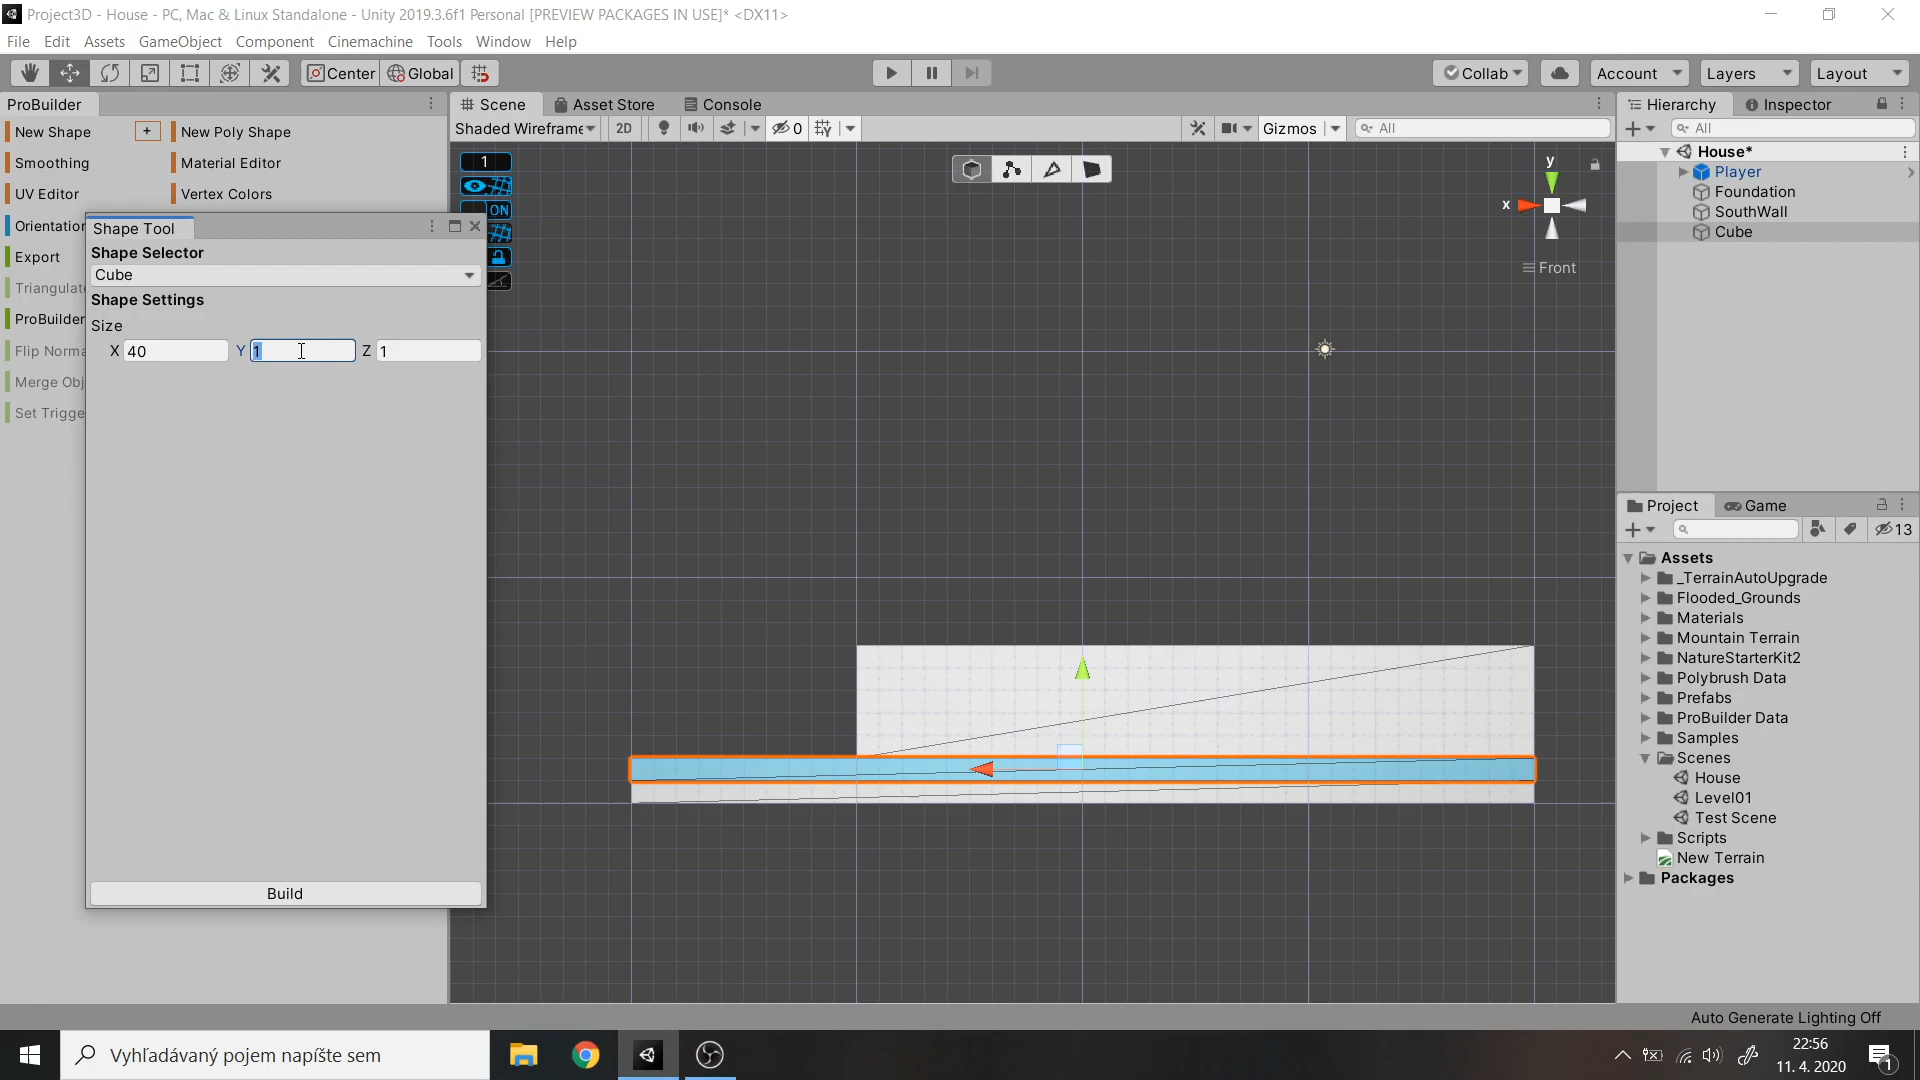 Project3D - House - PC, Mac & Linux Standalone - Unity 2019.3.6f1 Personal [PREVIEW PACKAGES IN USE]* <DX11>
File Edit Assets GameObject Component Cinemachine Tools Window Help
Center Global Collab Account Layers Layout
ProBuilder
New Shape + New Poly Shape
Smoothing Material Editor
UV Editor Vertex Colors
Orientation
Export
Triangulat
ProBuilder
Flip Norma
Merge Obj
Set Trigge
Shape Tool
Shape Selector
Cube
Shape Settings
Size
X 40 Y 1 Z 1
Build
Scene Asset Store Console
Shaded Wireframe 2D 0 Gizmos All
1
ON
y
x
Front
Hierarchy Inspector
All
House*
Player
Foundation
SouthWall
Cube
Project Game
13
Assets
_TerrainAutoUpgrade
Flooded_Grounds
Materials
Mountain Terrain
NatureStarterKit2
Polybrush Data
Prefabs
ProBuilder Data
Samples
Scenes
House
Level01
Test Scene
Scripts
New Terrain
Packages
Auto Generate Lighting Off
Vyhľadávaný pojem napíšte sem
22:56
11. 4. 2020
1